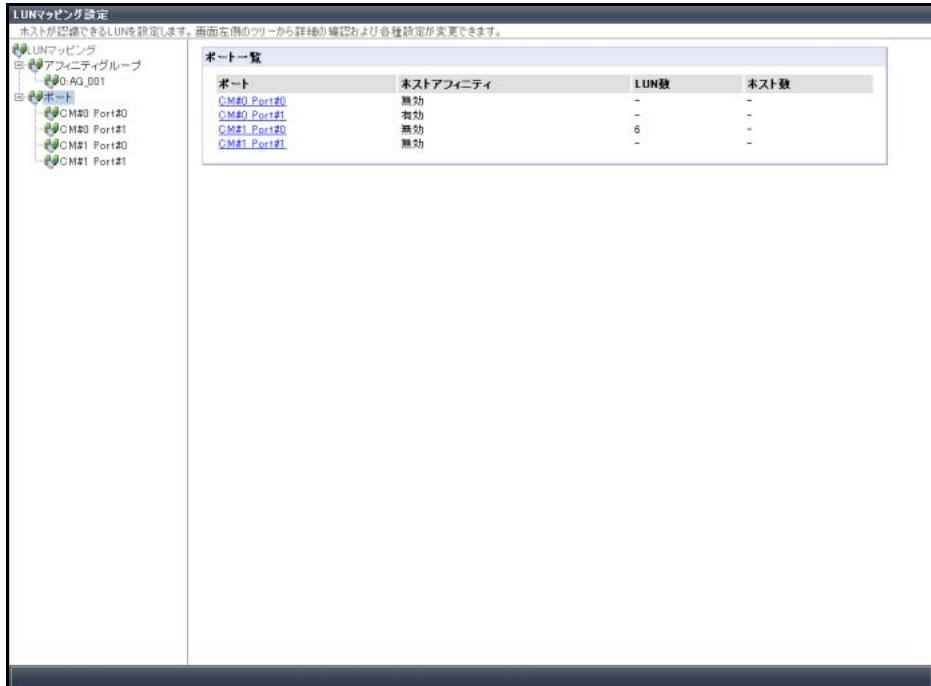 LUNマッピング設定
ホストが認識できるLUNを設定します。画面左側のツリーから詳細の確認および各種設定が変更できます。
LUNマッピング
アフィニティグループ
0:AG_001
ポート
CM#0 Port#0
CM#0 Port#1
CM#1 Port#0
CM#1 Port#1
ポート一覧
ポート ホストアフィニティ LUN数 ホスト数
CM#0 Port#0 無効 - -
CM#0 Port#1 有効 - -
CM#1 Port#0 無効 6 -
CM#1 Port#1 無効 - -